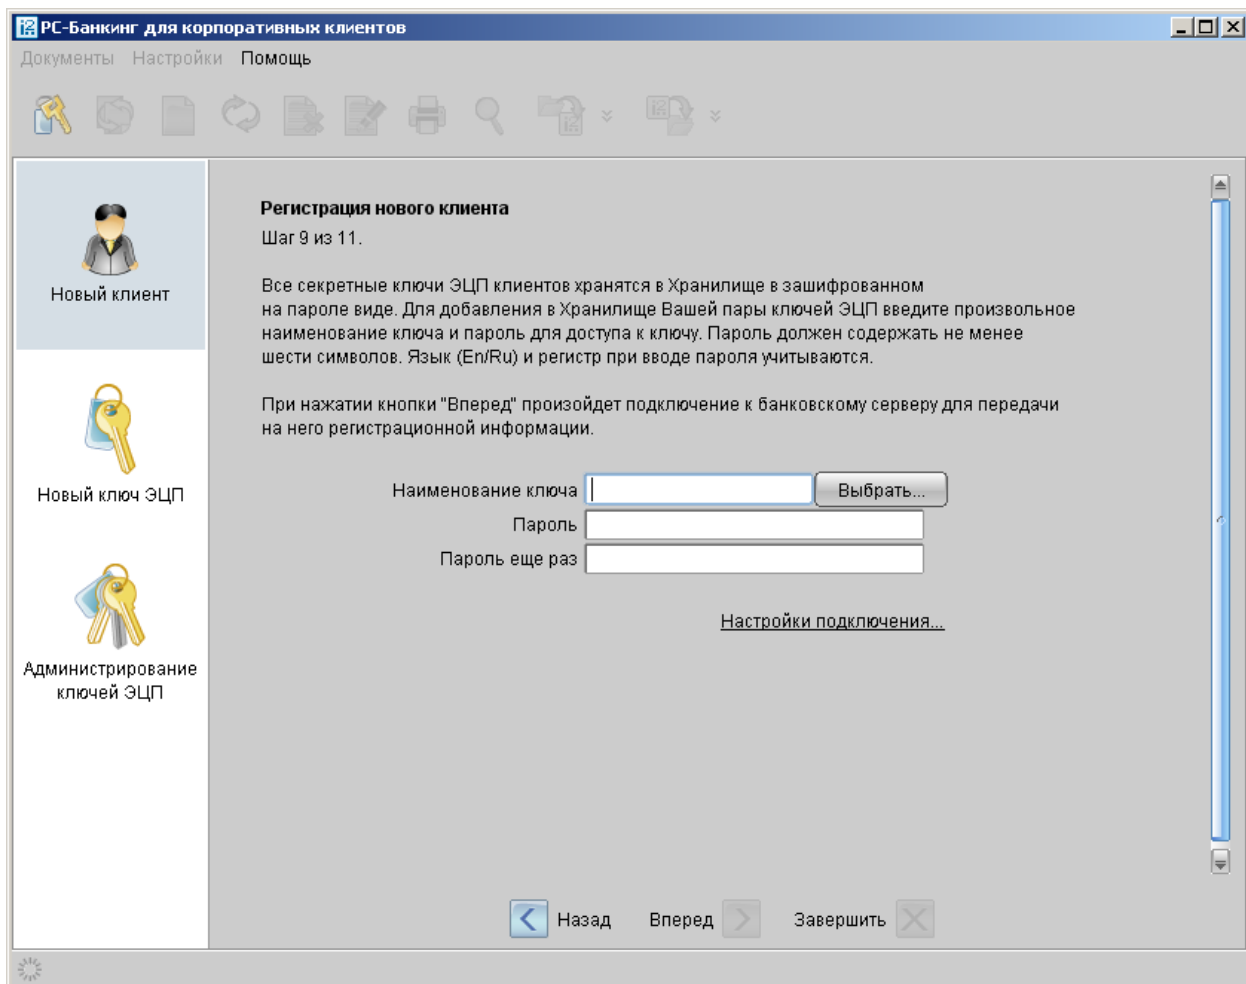 РС-Банкинг для корпоративных клиентов
Документы Настройки Помощь
Новый клиент
Новый ключ ЭЦП
Администрирование
ключей ЭЦП
Регистрация нового клиента
Шаг 9 из 11.
Все секретные ключи ЭЦП клиентов хранятся в Хранилище в зашифрованном
на пароле виде. Для добавления в Хранилище Вашей пары ключей ЭЦП введите произвольное
наименование ключа и пароль для доступа к ключу. Пароль должен содержать не менее
шести символов. Язык (En/Ru) и регистр при вводе пароля учитываются.
При нажатии кнопки "Вперед" произойдет подключение к банковскому серверу для передачи
на него регистрационной информации.
Наименование ключа Выбрать...
Пароль
Пароль еще раз
Настройки подключения...
Назад Вперед Завершить